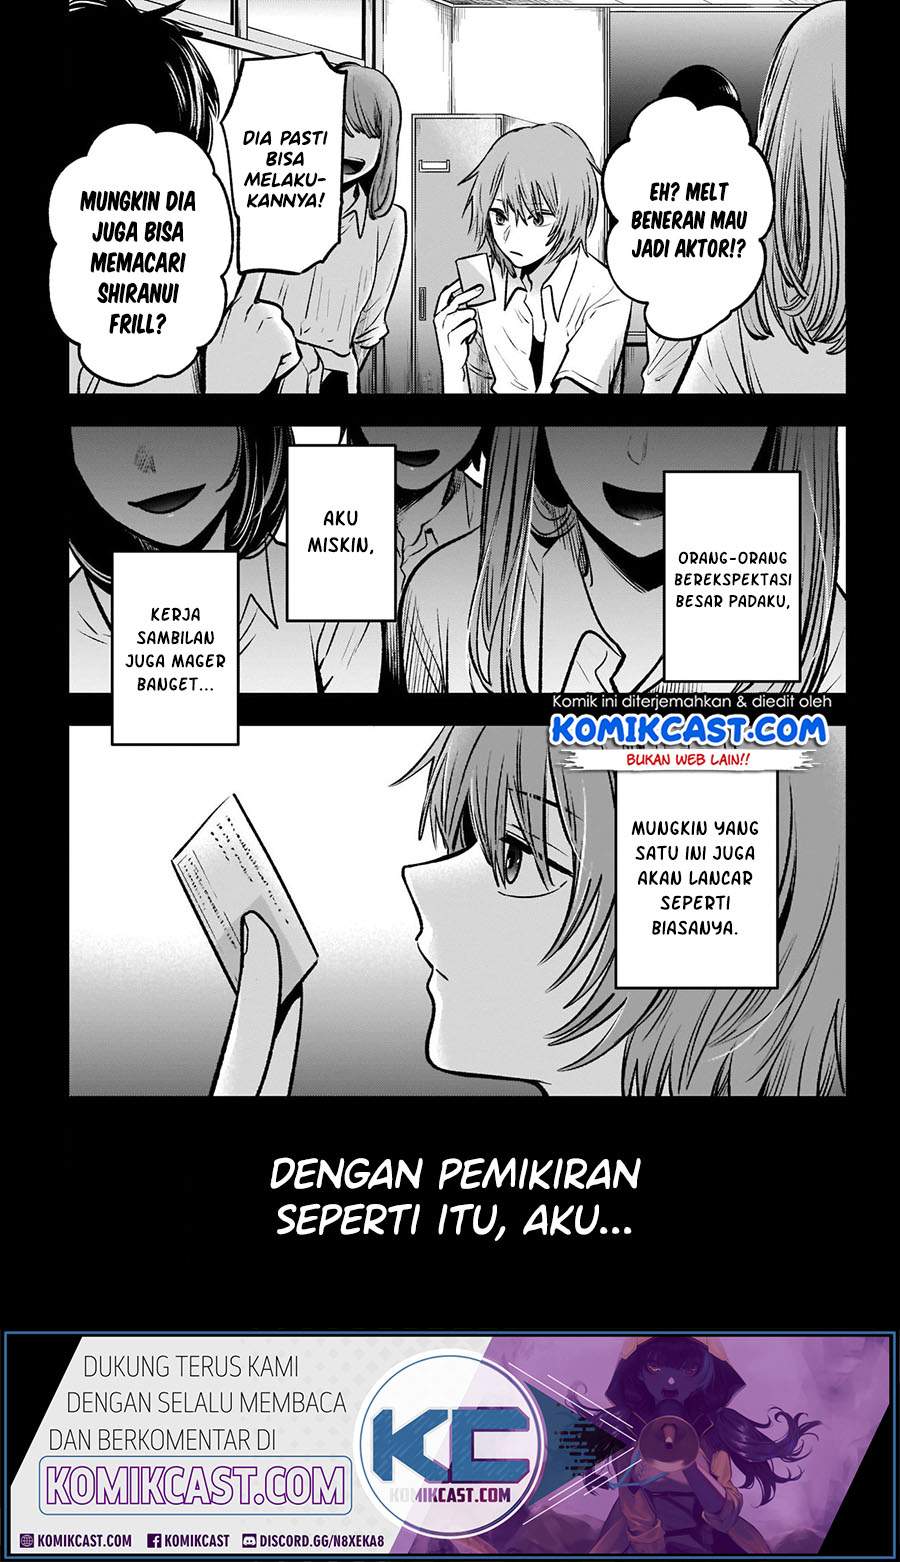 EH? MELT
BENERAN MAU
JADI AKTOR!?
DIA PASTI
BISA
MELAKU-
KANNYA!
MUNGKIN DIA
JUGA BISA
MEMACARI
SHIRANUI
FRILL?
ORANG-ORANG
BEREKSPEKTASI
BESAR PADAKU,
AKU
MISKIN,
KERJA
SAMBILAN
JUGA MAGER
BANGET...
Komik ini diterjemahkan & diedit oleh
KOMIKCAST.COM
BUKAN WEB LAIN!!
MUNGKIN YANG
SATU INI JUGA
AKAN LANCAR
SEPERTI
BIASANYA.
DENGAN PEMIKIRAN
SEPERTI ITU, AKU...
DUKUNG TERUS KAMI
DENGAN SELALU MEMBACA
DAN BERKOMENTAR DI
KOMIKCAST.COM
KOMIKCAST.COM
KOMIKCAST
DISCORD.GG/N8XEKA8
KC
KOMIKCAST.COM